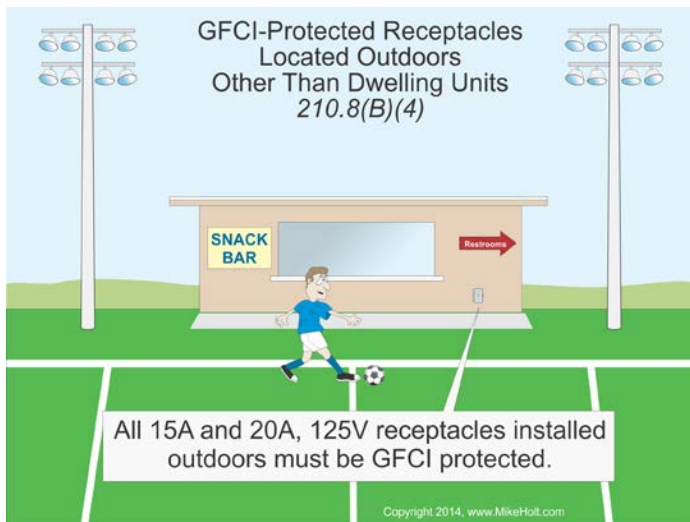 GFCI-Protected Receptacles
Located Outdoors
Other Than Dwelling Units
210.8(B)(4)
SNACK
BAR
Restrooms
All 15A and 20A, 125V receptacles installed
outdoors must be GFCI protected.
Copyright 2014, www.MikeHolt.com